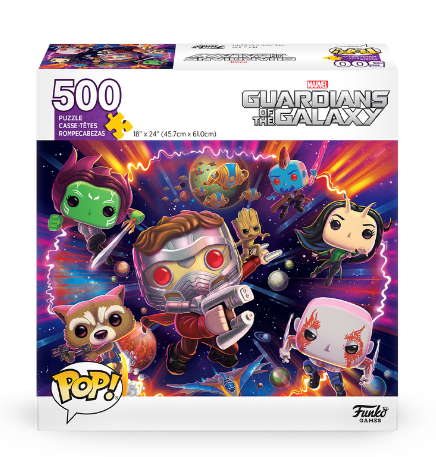 500
PUZZLE
CASSE-TÊTES
ROMPECABEZAS
18" x 24" (45.7cm x 61.0cm)
MARVEL
GUARDIANS
OF THE GALAXY
POP!
Funko
GAMES
500